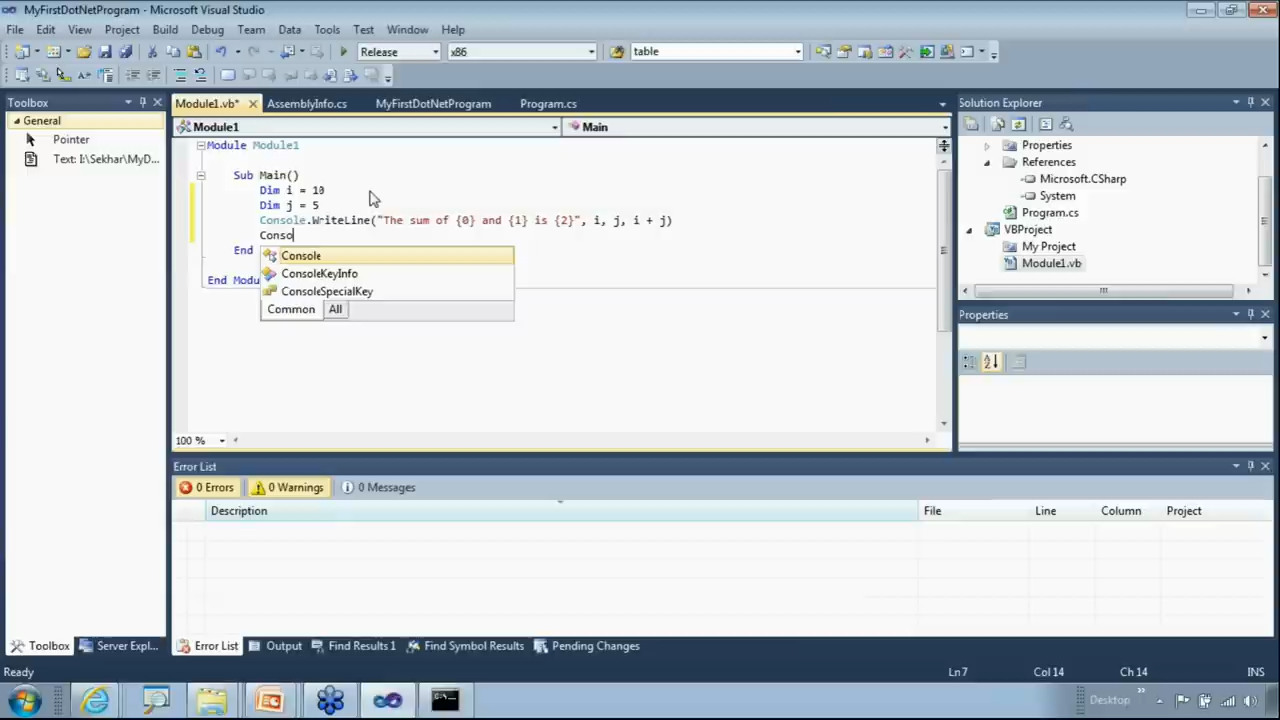 MyFirstDotNetProgram - Microsoft Visual Studio
File Edit View Project Build Debug Team Data Tools Test Window Help
Release x86 table
Toolbox
General
Pointer
Text: I:\Sekhar\MyD...
Module1.vb* AssemblyInfo.cs MyFirstDotNetProgram Program.cs
Module1 Main
Module Module1
Sub Main()
Dim i = 10
Dim j = 5
Console.WriteLine("The sum of {0} and {1} is {2}", i, j, i + j)
Conso
End
End Modu
Console
ConsoleKeyInfo
ConsoleSpecialKey
Common All
100 %
Solution Explorer
Properties
References
Microsoft.CSharp
System
Program.cs
VBProject
My Project
Module1.vb
Properties
Error List
0 Errors 0 Warnings 0 Messages
Description File Line Column Project
Toolbox Server Expl... Error List Output Find Results 1 Find Symbol Results Pending Changes
Ready Ln 7 Col 14 Ch 14 INS
Desktop